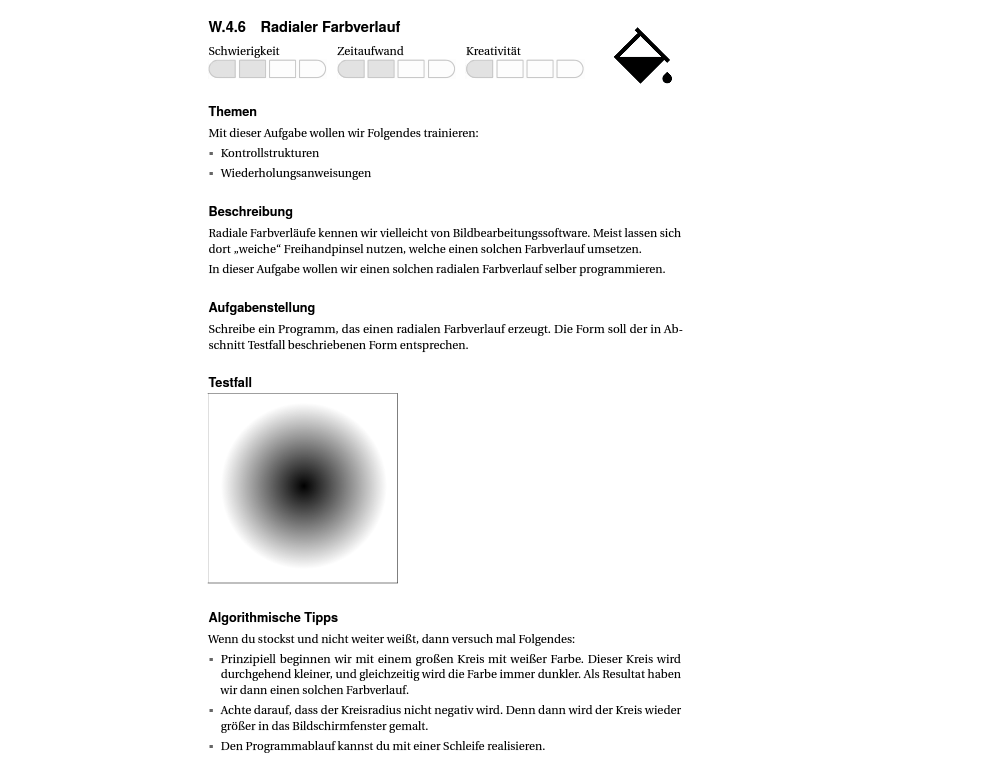 W.4.6 Radialer Farbverlauf
Schwierigkeit Zeitaufwand Kreativität
Themen
Mit dieser Aufgabe wollen wir Folgendes trainieren:
▪ Kontrollstrukturen
▪ Wiederholungsanweisungen
Beschreibung
Radiale Farbverläufe kennen wir vielleicht von Bildbearbeitungssoftware. Meist lassen sich
dort „weiche“ Freihandpinsel nutzen, welche einen solchen Farbverlauf umsetzen.
In dieser Aufgabe wollen wir einen solchen radialen Farbverlauf selber programmieren.
Aufgabenstellung
Schreibe ein Programm, das einen radialen Farbverlauf erzeugt. Die Form soll der in Ab-
schnitt Testfall beschriebenen Form entsprechen.
Testfall
Algorithmische Tipps
Wenn du stockst und nicht weiter weißt, dann versuch mal Folgendes:
▪ Prinzipiell beginnen wir mit einem großen Kreis mit weißer Farbe. Dieser Kreis wird
durchgehend kleiner, und gleichzeitig wird die Farbe immer dunkler. Als Resultat haben
wir dann einen solchen Farbverlauf.
▪ Achte darauf, dass der Kreisradius nicht negativ wird. Denn dann wird der Kreis wieder
größer in das Bildschirmfenster gemalt.
▪ Den Programmablauf kannst du mit einer Schleife realisieren.